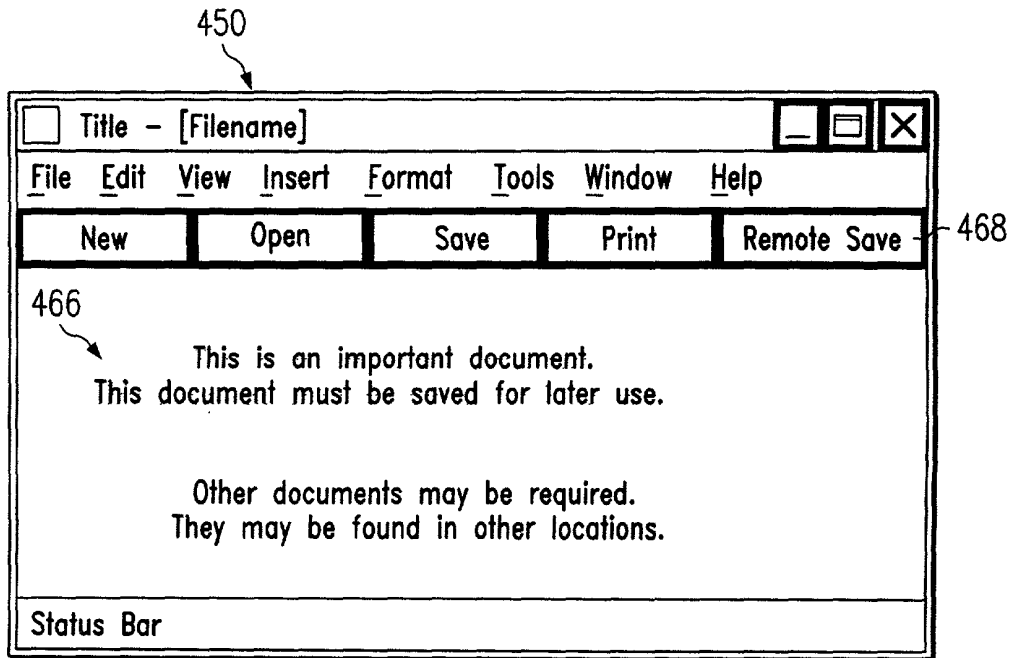 450
Title - [Filename]
File Edit View Insert Format Tools Window Help
New Open Save Print Remote Save 468
466
This is an important document.
This document must be saved for later use.
Other documents may be required.
They may be found in other locations.
Status Bar